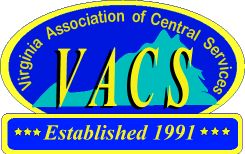 Virginia Association of Central Services
VACS
*** Established 1991 ***